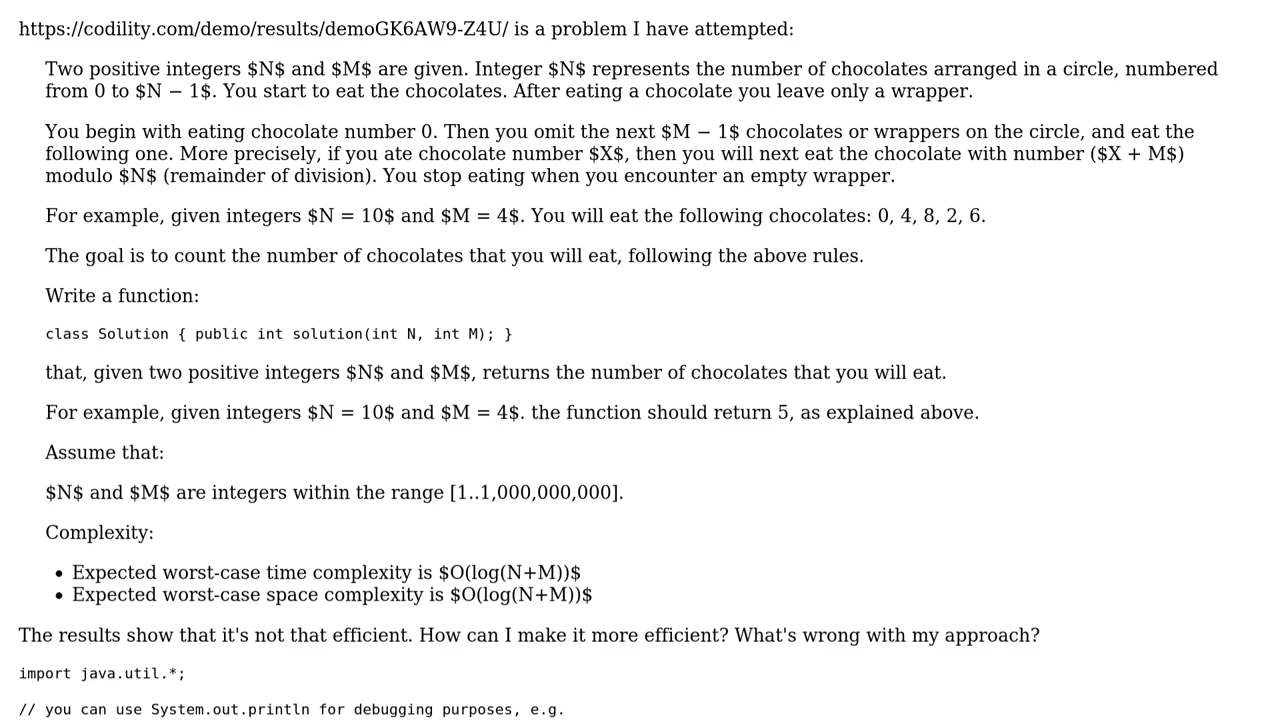 https://codility.com/demo/results/demoGK6AW9-Z4U/ is a problem I have attempted:
Two positive integers $N$ and $M$ are given. Integer $N$ represents the number of chocolates arranged in a circle, numbered
from 0 to $N − 1$. You start to eat the chocolates. After eating a chocolate you leave only a wrapper.
You begin with eating chocolate number 0. Then you omit the next $M − 1$ chocolates or wrappers on the circle, and eat the
following one. More precisely, if you ate chocolate number $X$, then you will next eat the chocolate with number ($X + M$)
modulo $N$ (remainder of division). You stop eating when you encounter an empty wrapper.
For example, given integers $N = 10$ and $M = 4$. You will eat the following chocolates: 0, 4, 8, 2, 6.
The goal is to count the number of chocolates that you will eat, following the above rules.
Write a function:
class Solution { public int solution(int N, int M); }
that, given two positive integers $N$ and $M$, returns the number of chocolates that you will eat.
For example, given integers $N = 10$ and $M = 4$. the function should return 5, as explained above.
Assume that:
$N$ and $M$ are integers within the range [1..1,000,000,000].
Complexity:
• Expected worst-case time complexity is $O(log(N+M))$
• Expected worst-case space complexity is $O(log(N+M))$
The results show that it's not that efficient. How can I make it more efficient? What's wrong with my approach?
import java.util.*;
// you can use System.out.println for debugging purposes, e.g.